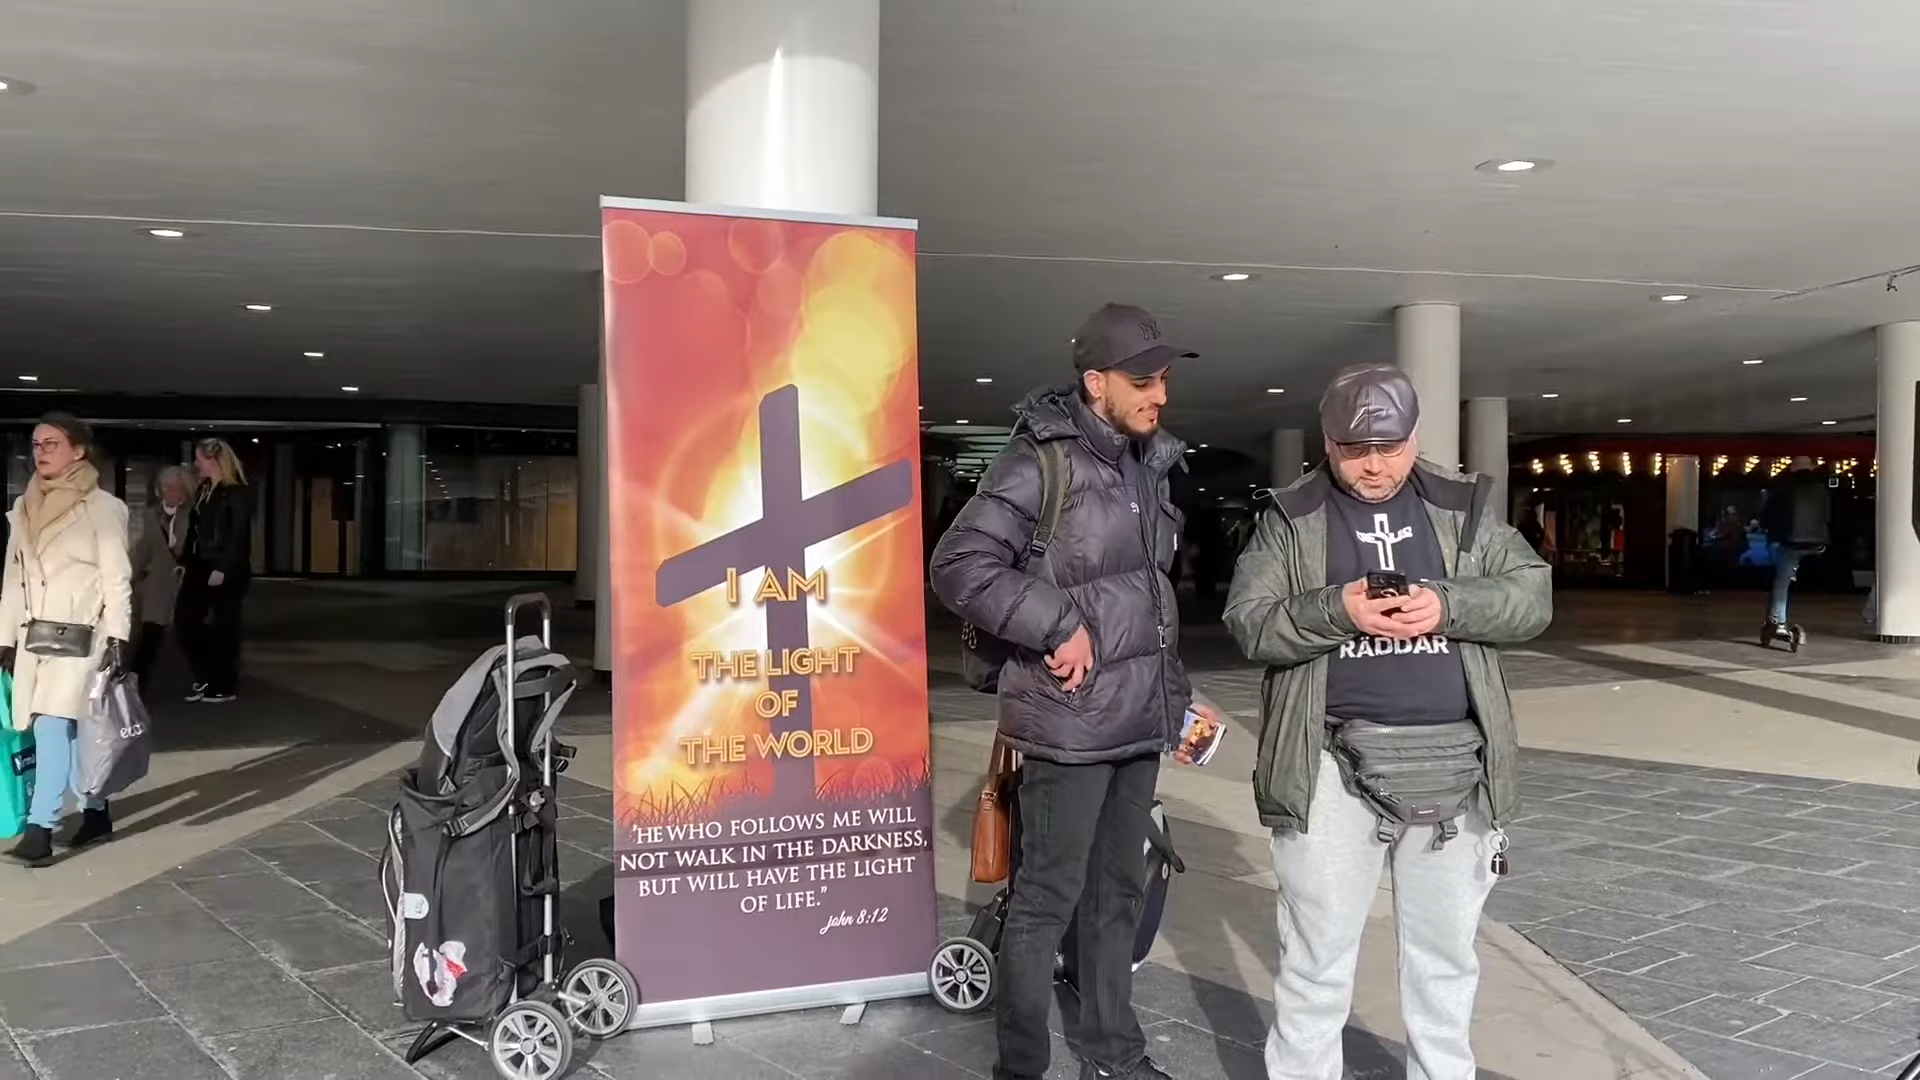 I AM
THE LIGHT
OF
THE WORLD
"HE WHO FOLLOWS ME WILL
NOT WALK IN THE DARKNESS,
BUT WILL HAVE THE LIGHT
OF LIFE."
john 8:12
NY
RÄDDAR